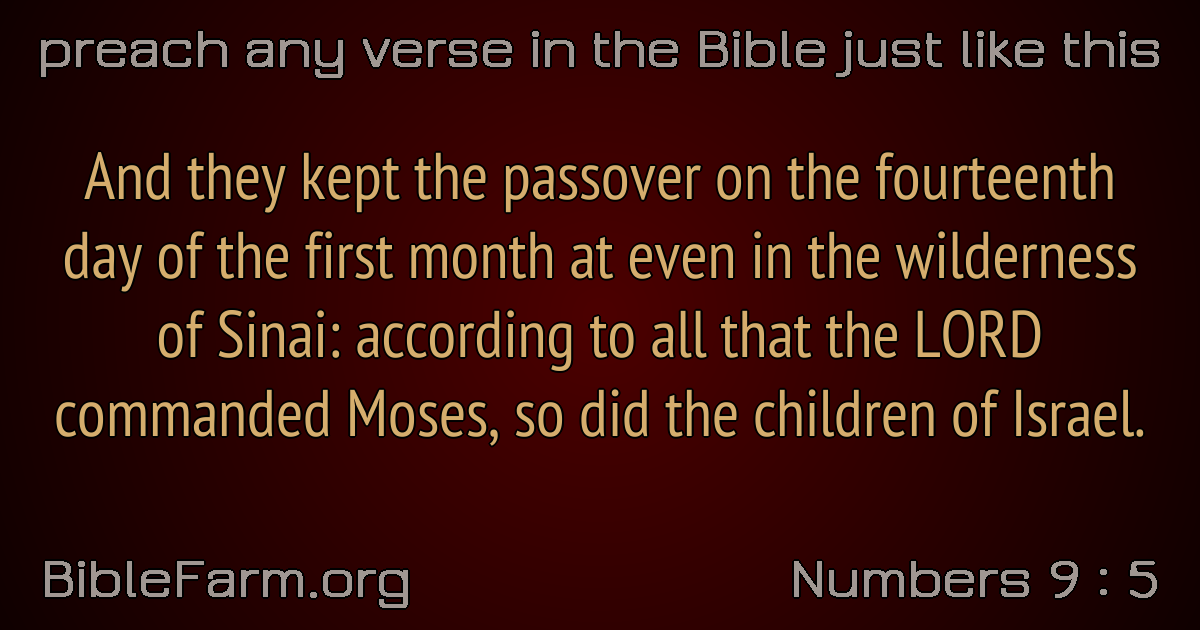 preach any verse in the Bible just like this
And they kept the passover on the fourteenth
day of the first month at even in the wilderness
of Sinai: according to all that the LORD
commanded Moses, so did the children of Israel.
BibleFarm.org
Numbers 9 : 5